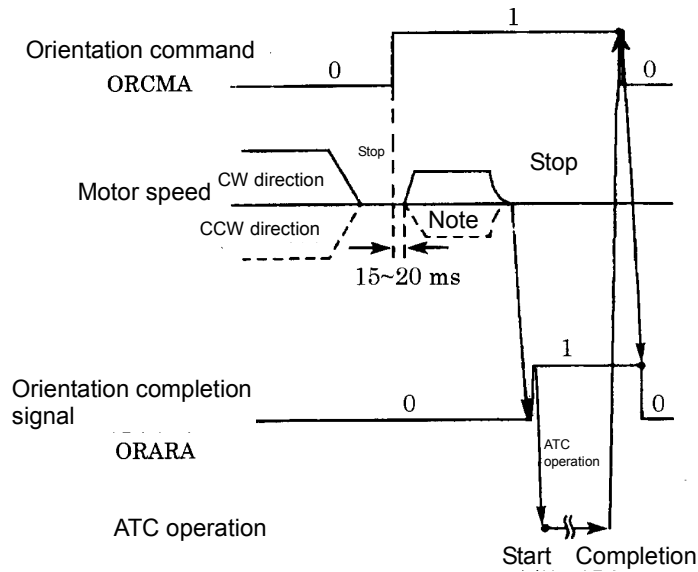 1
Orientation command
ORCMA
0
0
Stop
CW direction
Stop
Motor speed
CCW direction
Note
15~20 ms
1
Orientation completion
signal
0
0
ORARA
ATC
operation
ATC operation
Start Completion